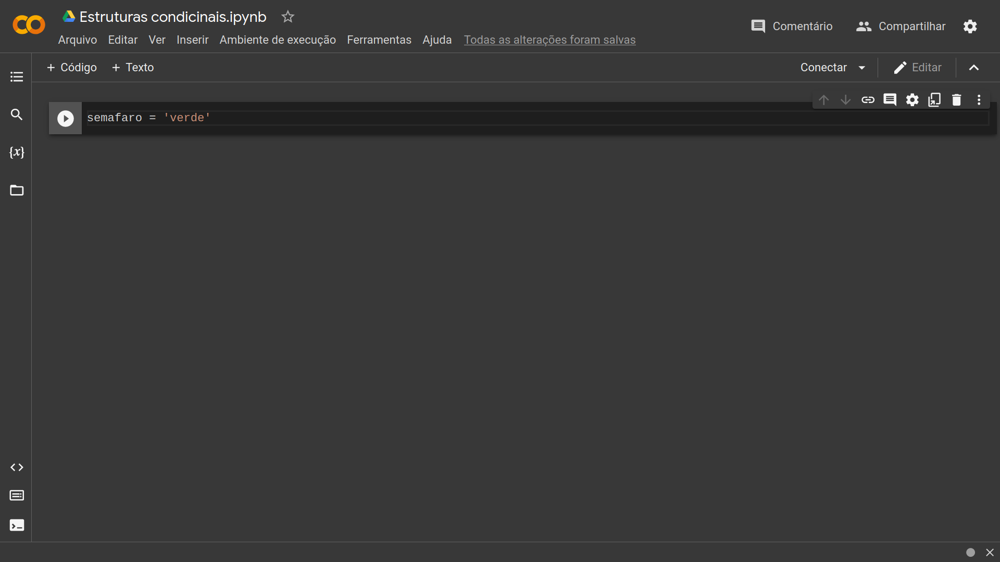 Estruturas condicinais.ipynb
Arquivo Editar Ver Inserir Ambiente de execução Ferramentas Ajuda Todas as alterações foram salvas
Comentário Compartilhar
+ Código + Texto
Conectar Editar
{x}
semafaro = 'verde'